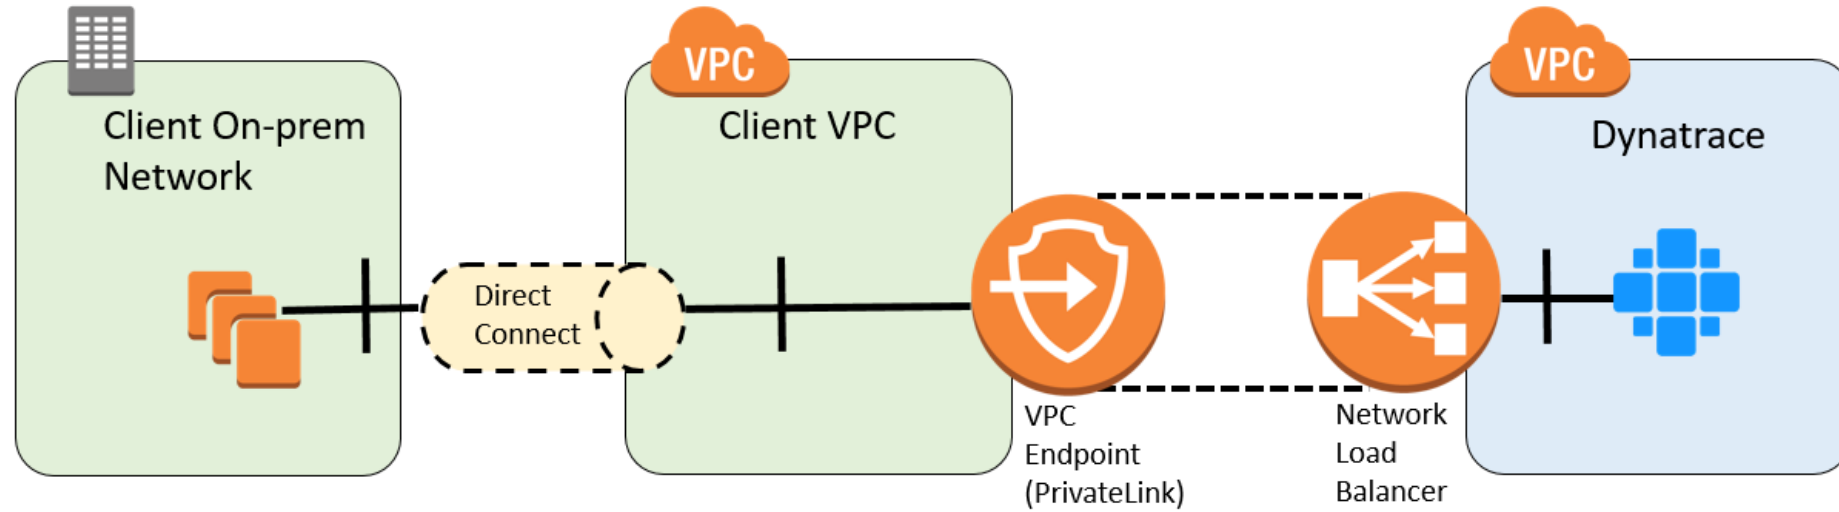 VPC
VPC
Client On-prem
Network
Client VPC
Dynatrace
Direct
Connect
VPC
Endpoint
(PrivateLink)
Network
Load
Balancer